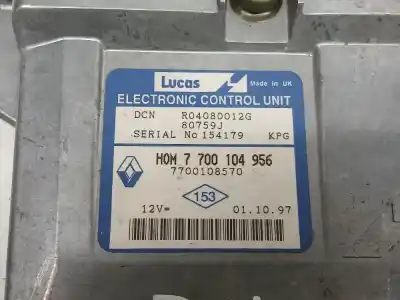 Lucas
Made in UK
ELECTRONIC CONTROL UNIT
DCN R04080012G
80759J
SERIAL No 154179 KPG
HOM 7 700 104 956
7700108570
153
12V= 01.10.97